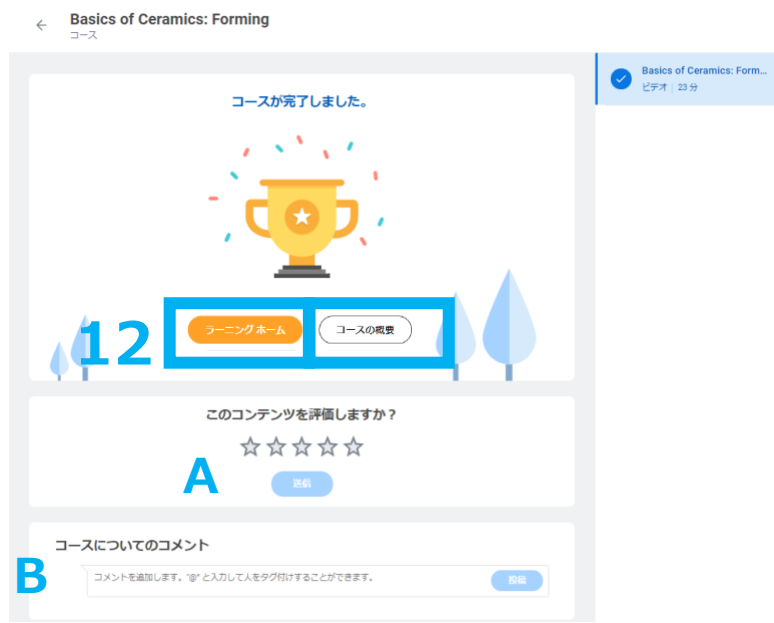 Basics of Ceramics: Forming
コース
Basics of Ceramics: Form...
ビデオ | 23 分
コースが完了しました。
12
ラーニング ホーム
コースの概要
このコンテンツを評価しますか？
A
送信
コースについてのコメント
B
コメントを追加します。"@" と入力して人をタグ付けすることができます。
投稿